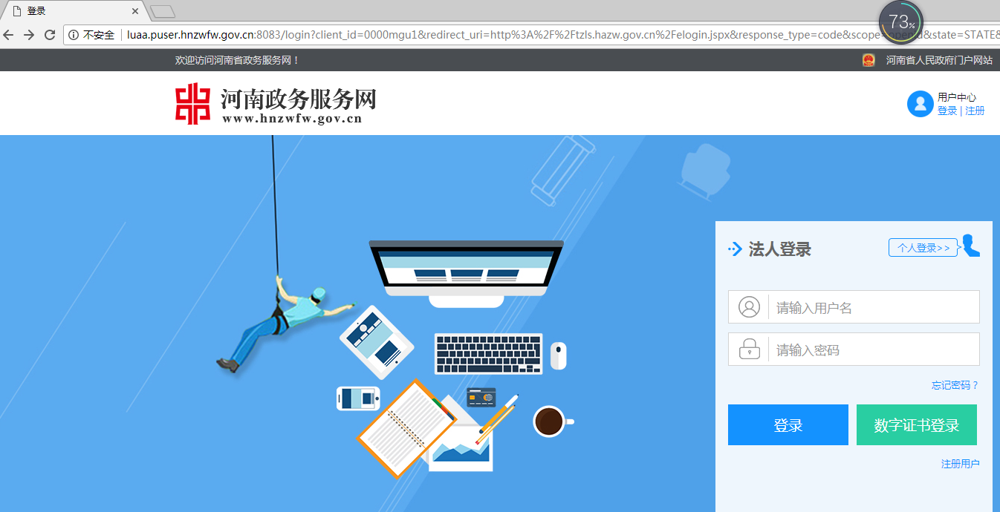 登录
73%
不安全
luaa.puser.hnzwfw.gov.cn:8083/login?client_id=0000mgu1&redirect_uri=http%3A%2F%2Ftzls.hazw.gov.cn%2Felogin.jspx&response_type=code&scope=openid&state=STATE&
欢迎访问河南省政务服务网！
河南省人民政府门户网站
河南政务服务网
www.hnzwfw.gov.cn
用户中心
登录 | 注册
法人登录
个人登录>>
请输入用户名
请输入密码
忘记密码？
登录
数字证书登录
注册用户